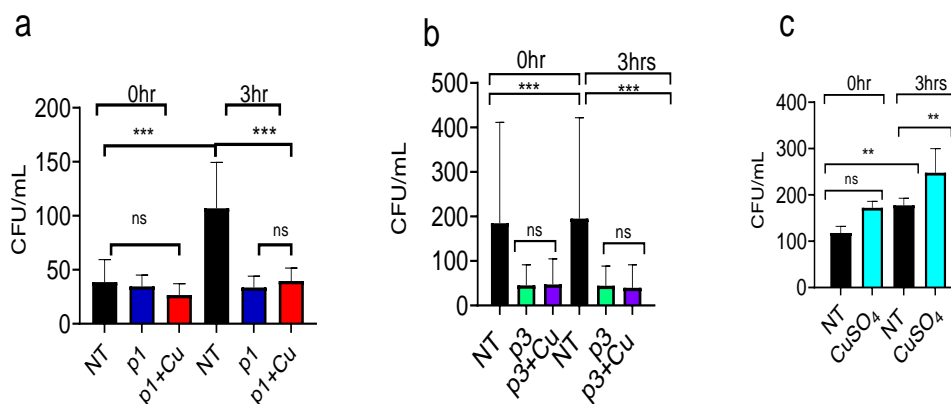 a
0hr
3hr
***
***
ns
ns
CFU/mL
200
150
100
50
0
NT
p1
p1+Cu
NT
p1
p1+Cu
b
0hr
3hrs
***
***
ns
ns
CFU/mL
500
400
300
200
100
0
NT
p3
p3+Cu
NT
p3
p3+Cu
c
0hr
3hrs
**
**
ns
CFU/mL
400
300
200
100
0
NT
CuSO4
NT
CuSO4